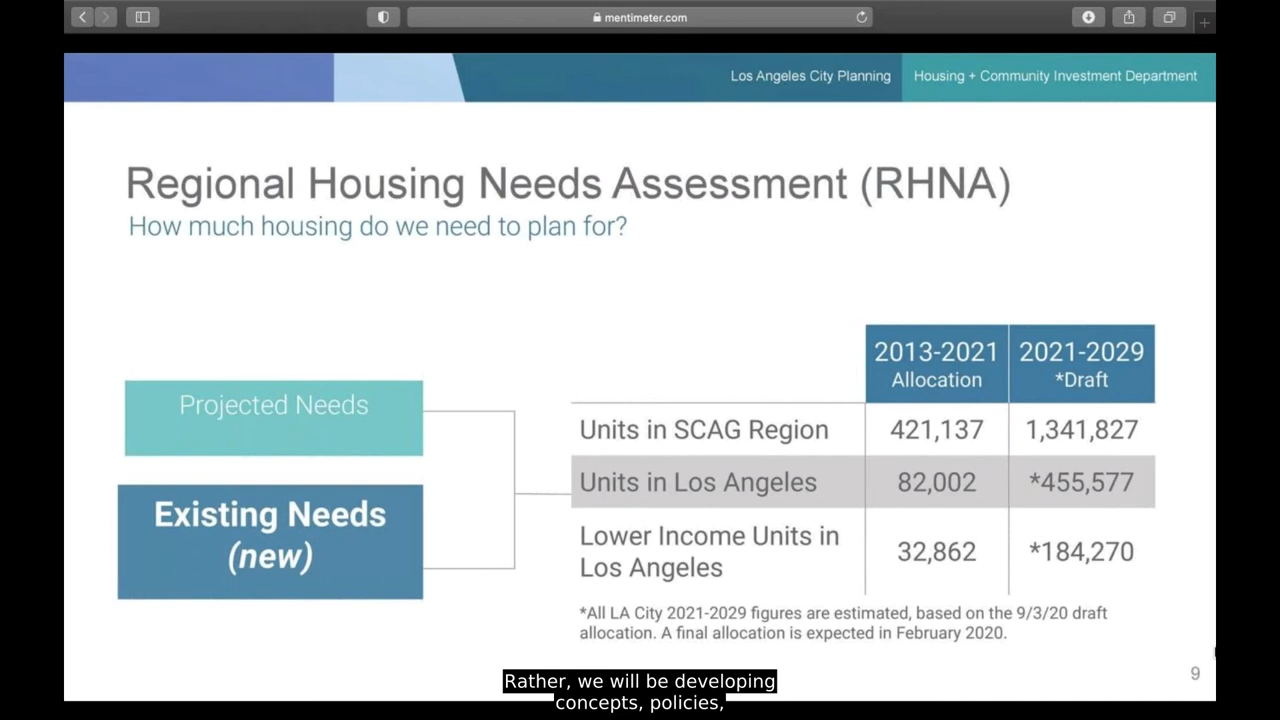 mentimeter.com
Los Angeles City Planning
Housing + Community Investment Department
Regional Housing Needs Assessment (RHNA)
How much housing do we need to plan for?
Projected Needs
Existing Needs
(new)
2013-2021 2021-2029
Allocation *Draft
Units in SCAG Region 421,137 1,341,827
Units in Los Angeles 82,002 *455,577
Lower Income Units in
Los Angeles 32,862 *184,270
*All LA City 2021-2029 figures are estimated, based on the 9/3/20 draft
allocation. A final allocation is expected in February 2020.
9
Rather, we will be developing
concepts, policies,